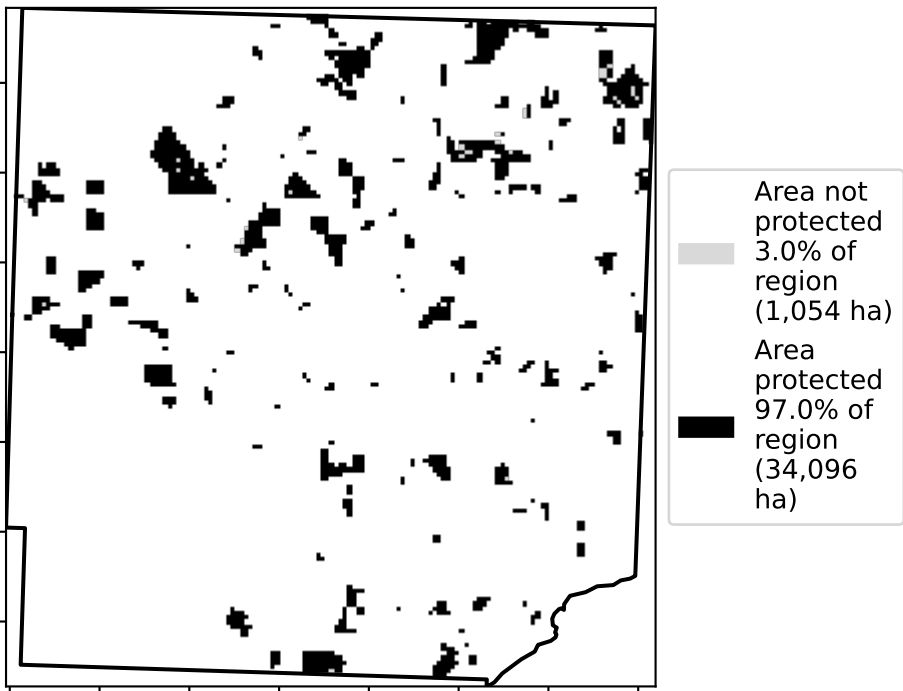 Area not
protected
3.0% of
region
(1,054 ha)
Area
protected
97.0% of
region
(34,096
ha)